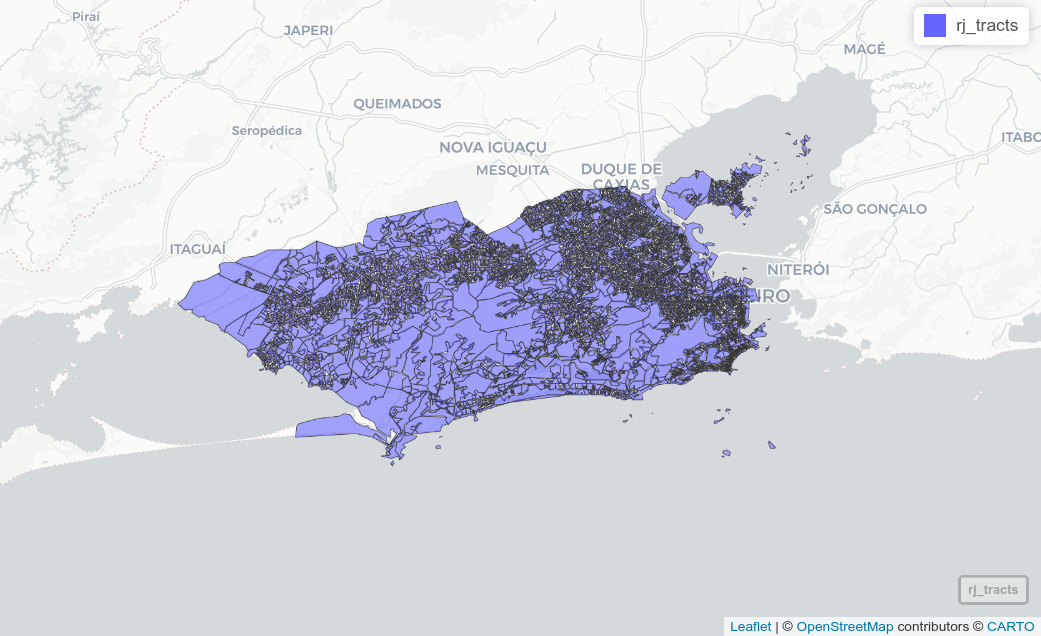 Piraí
rj_tracts
JAPERI
MAGÉ
QUEIMADOS
Seropédica
ITABO
NOVA IGUAÇU
MESQUITA
DUQUE DE
CAXIAS
SÃO GONÇALO
ITAGUAÍ
NITERÓI
IRO
rj_tracts
Leaflet | © OpenStreetMap contributors © CARTO